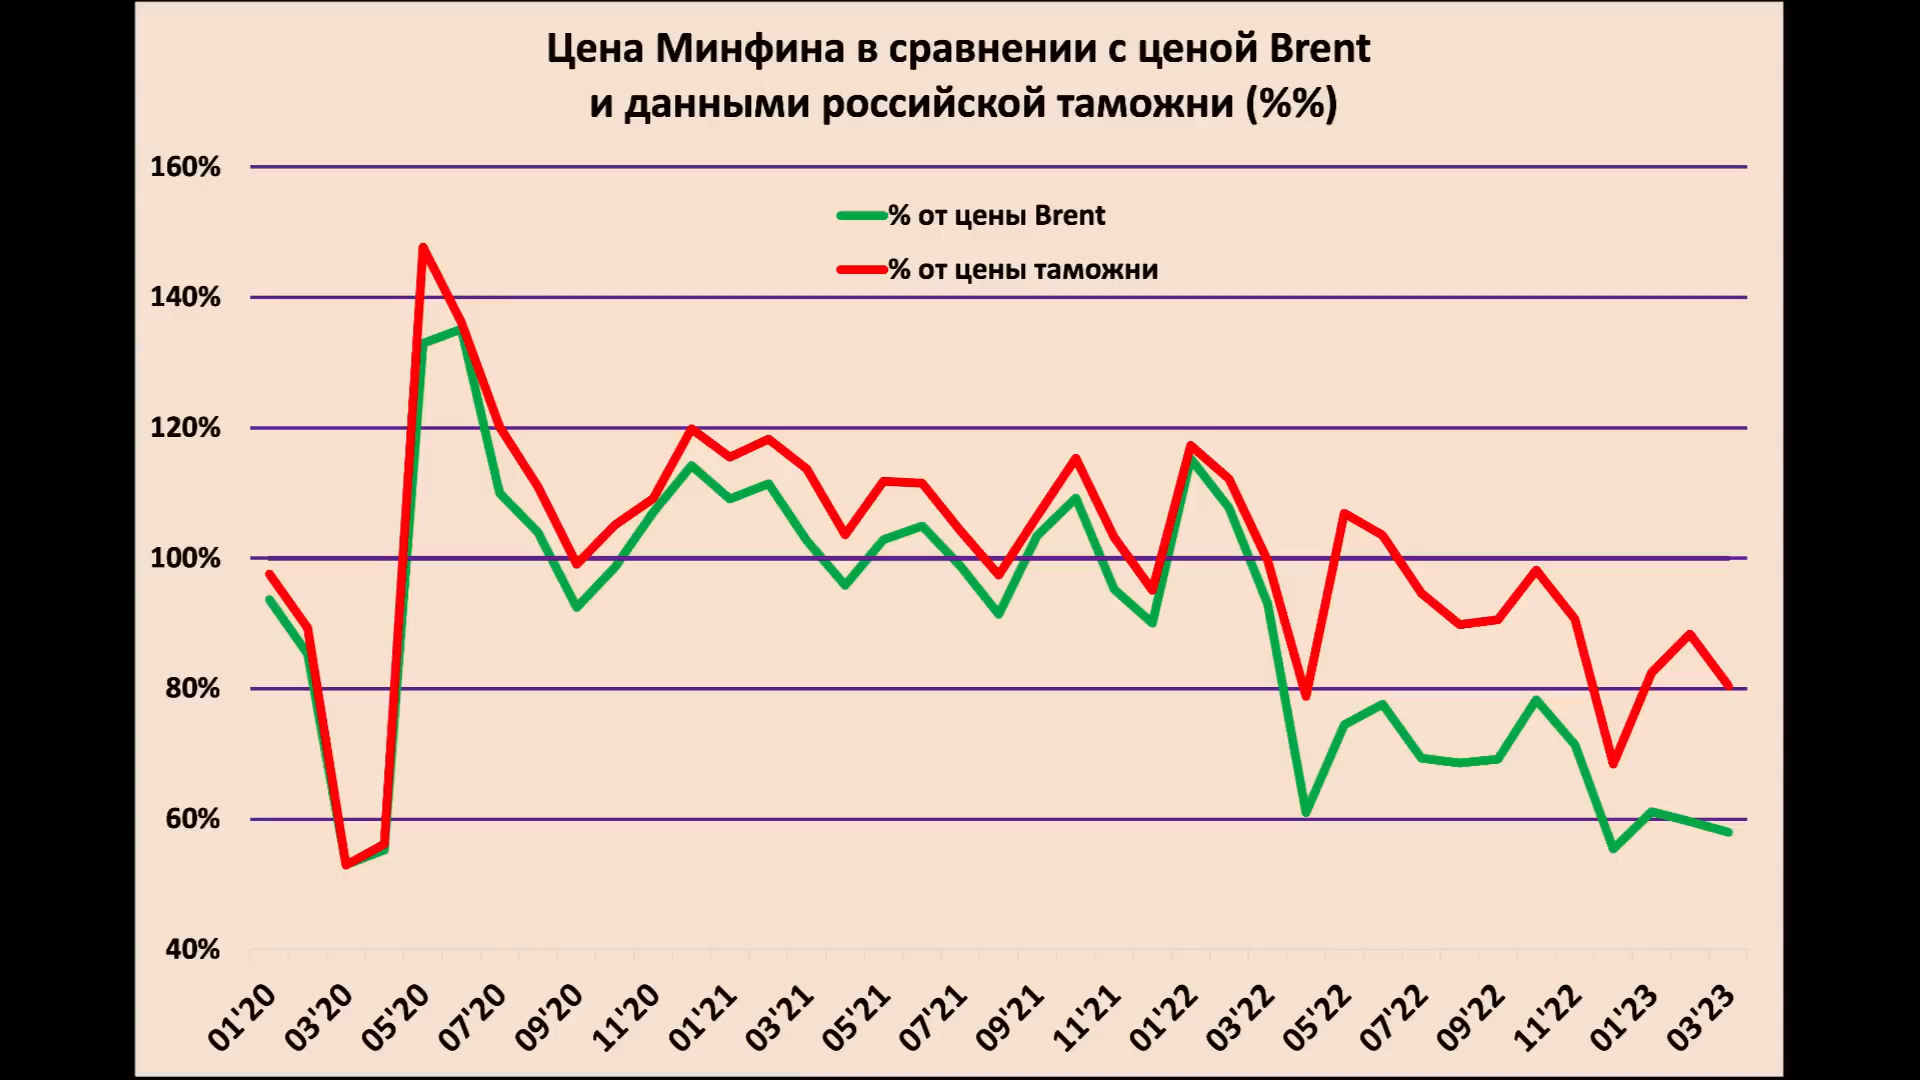 Цена Минфина в сравнении с ценой Brent
и данными российской таможни (%%)
160%
% от цены Brent
% от цены таможни
140%
120%
100%
80%
60%
40%
01'20 03'20 05'20 07'20 09'20 11'20 01'21 03'21 05'21 07'21 09'21 11'21 01'22 03'22 05'22 07'22 09'22 11'22 01'23 03'23